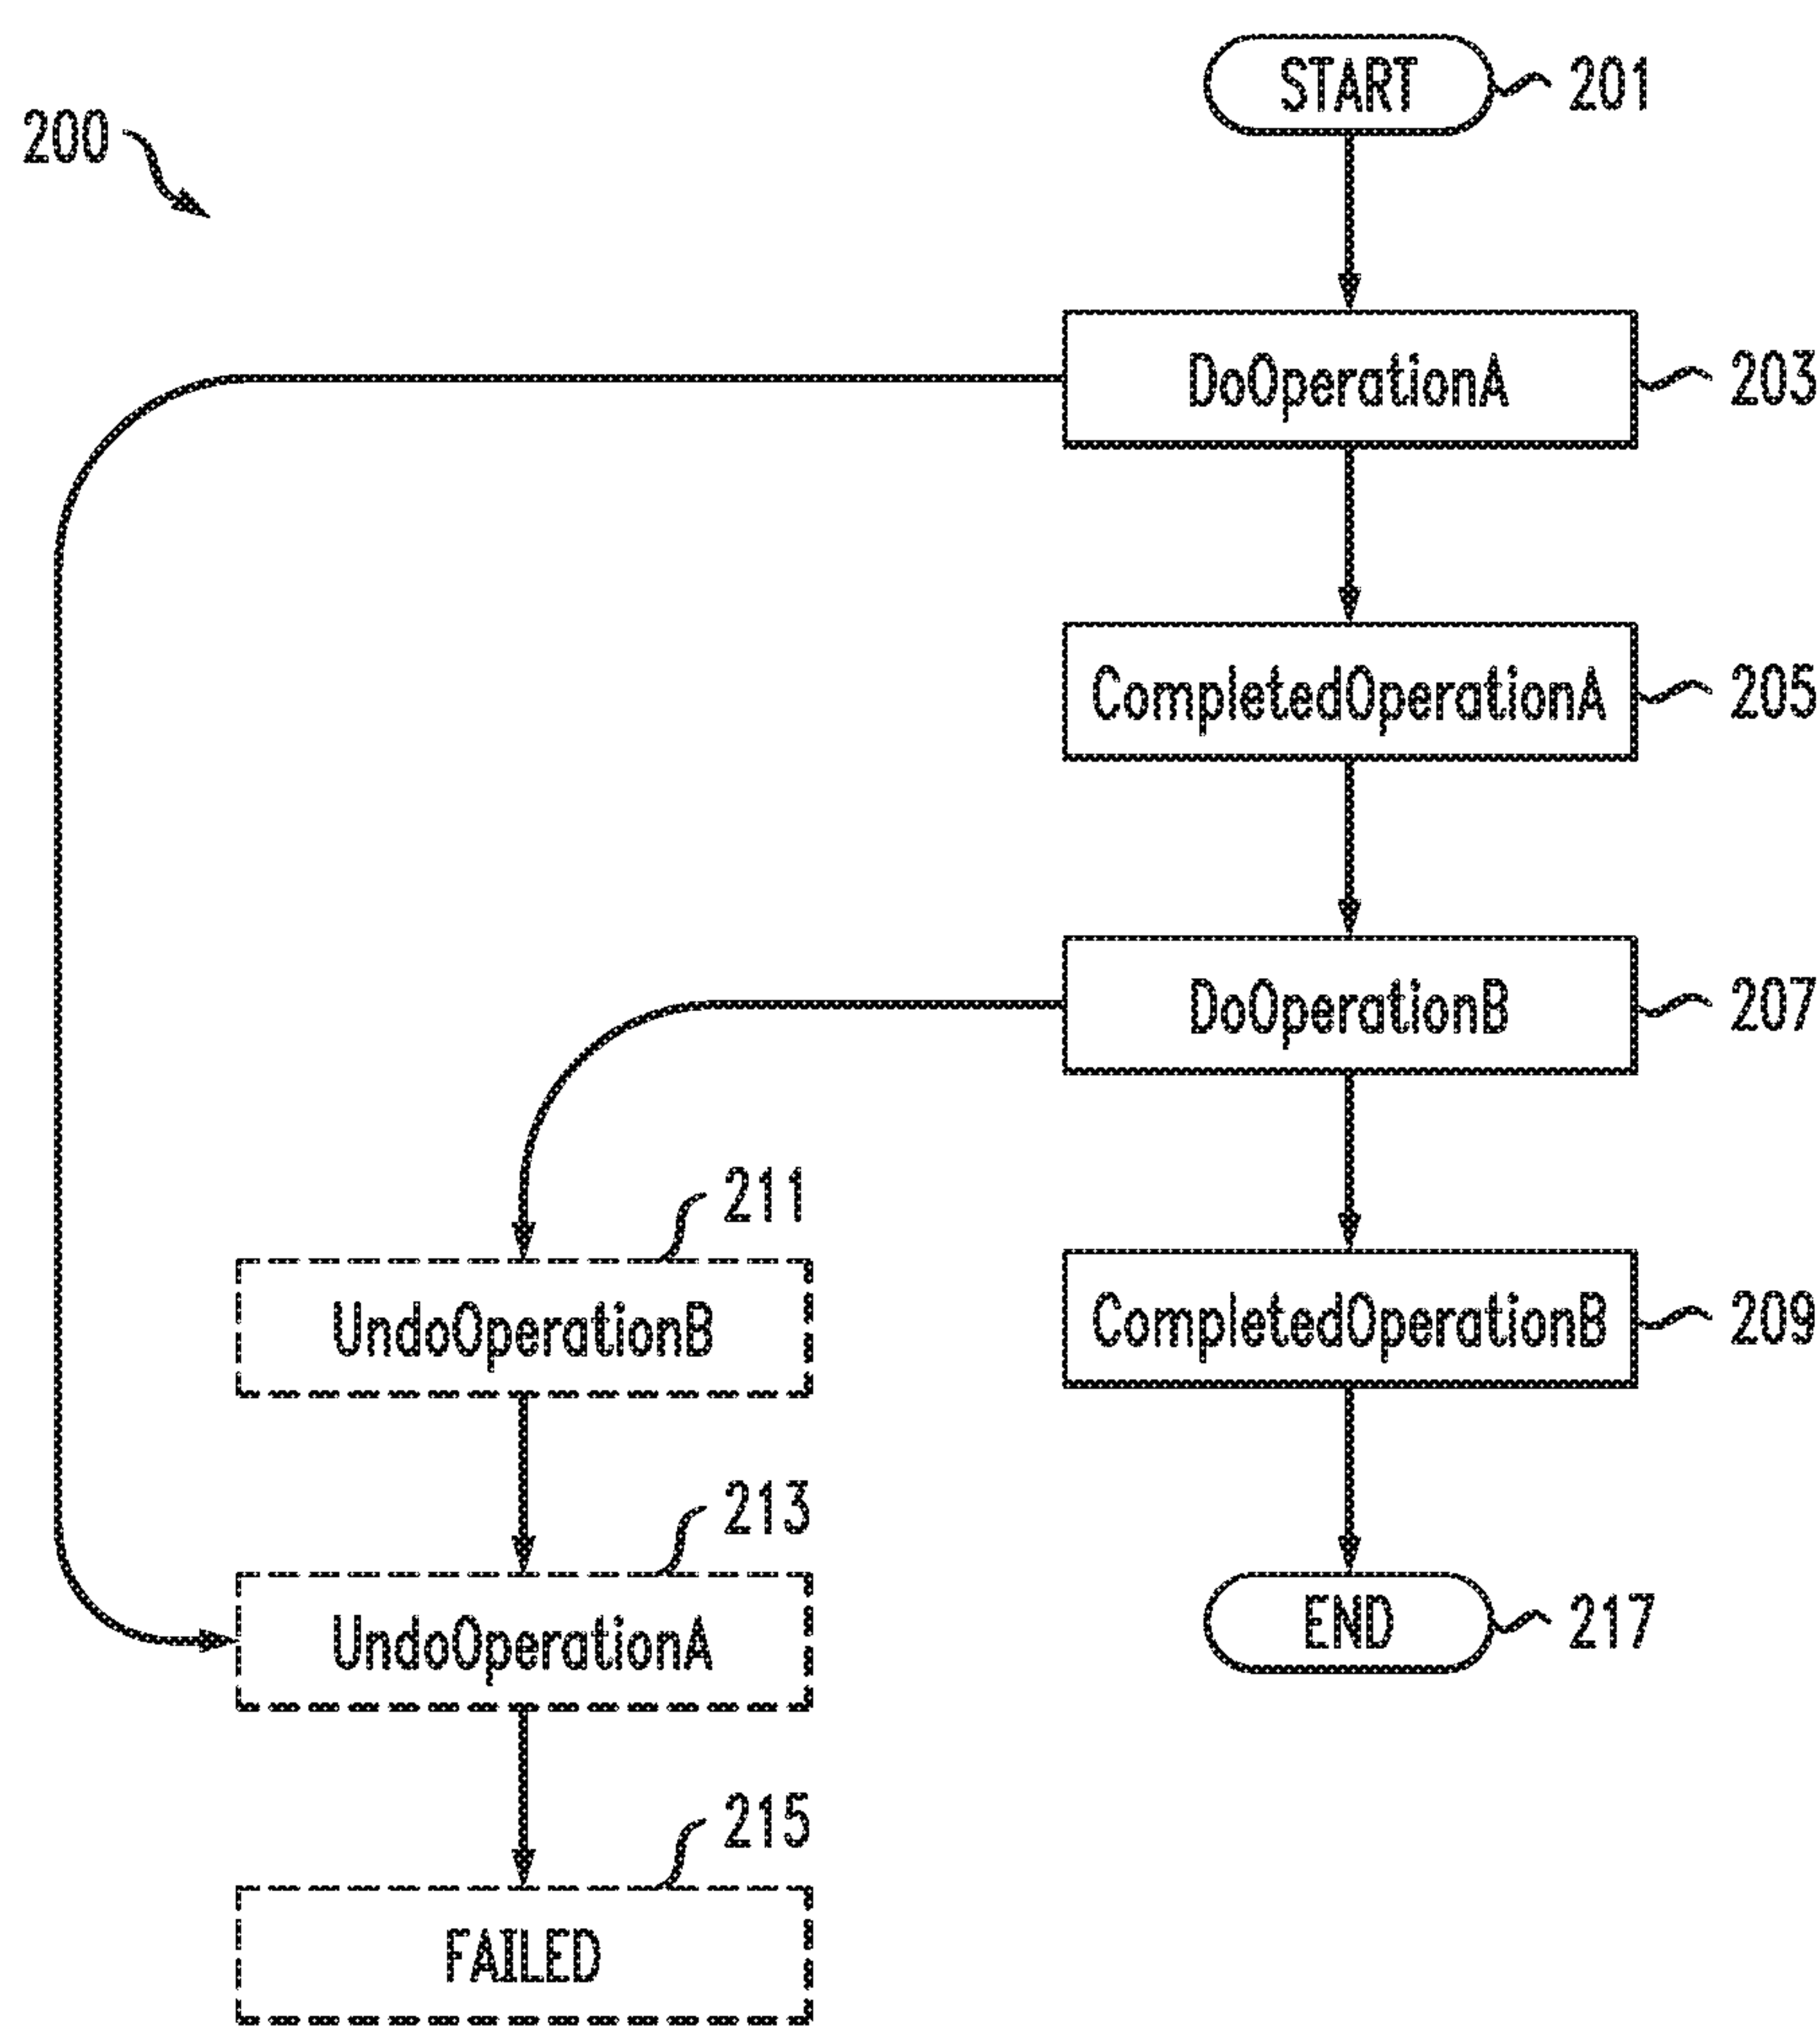 START
201
200
DoOperationA
203
CompletedOperationA
205
DoOperationB
207
211
UndoOperationB
CompletedOperationB
209
213
UndoOperationA
END
217
215
FAILED